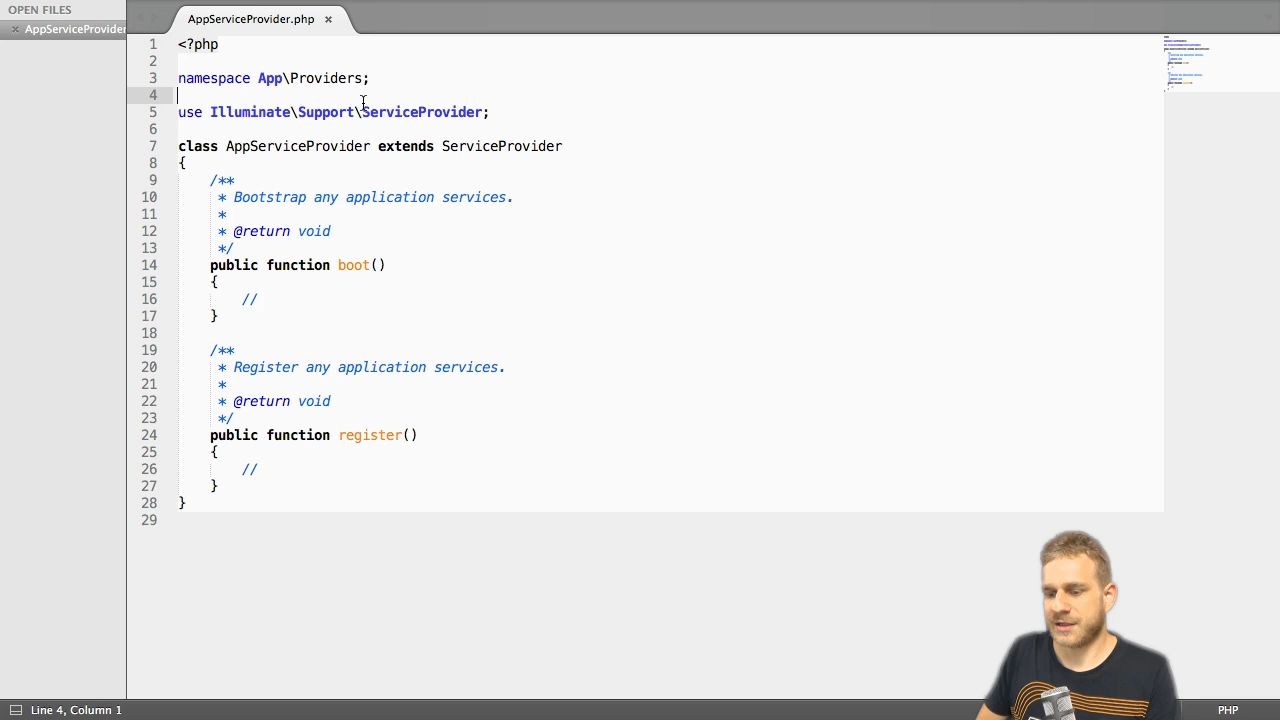 OPEN FILES
AppServiceProvider
AppServiceProvider.php
1 <?php
2
3 namespace App\Providers;
4
5 use Illuminate\Support\ServiceProvider;
6
7 class AppServiceProvider extends ServiceProvider
8 {
9 /**
10 * Bootstrap any application services.
11 *
12 * @return void
13 */
14 public function boot()
15 {
16 //
17 }
18
19 /**
20 * Register any application services.
21 *
22 * @return void
23 */
24 public function register()
25 {
26 //
27 }
28 }
29
Line 4, Column 1
PHP